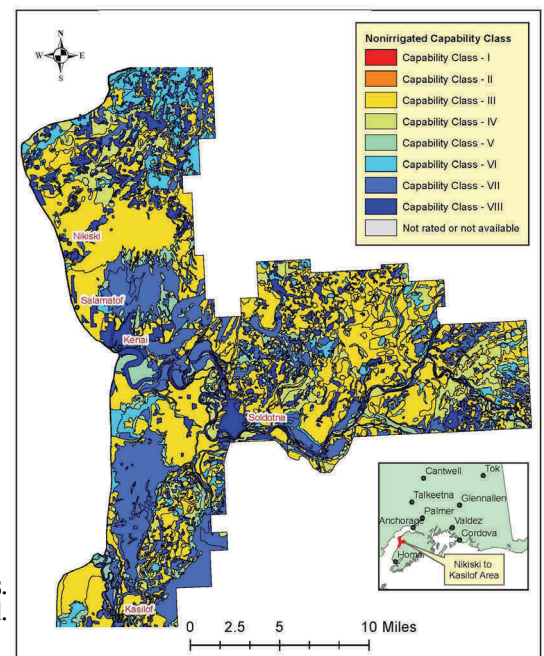 N
W E
S
Nonirrigated Capability Class
Capability Class - I
Capability Class - II
Capability Class - III
Capability Class - IV
Capability Class - V
Capability Class - VI
Capability Class - VII
Capability Class - VIII
Not rated or not available
Nikiski
Salamatof
Kenai
Soldotna
Kasilof
Cantwell
Tok
Talkeetna
Glennallen
Palmer
Anchorage
Valdez
Cordova
Homer
Nikiski to
Kasilof Area
0 2.5 5 10 Miles